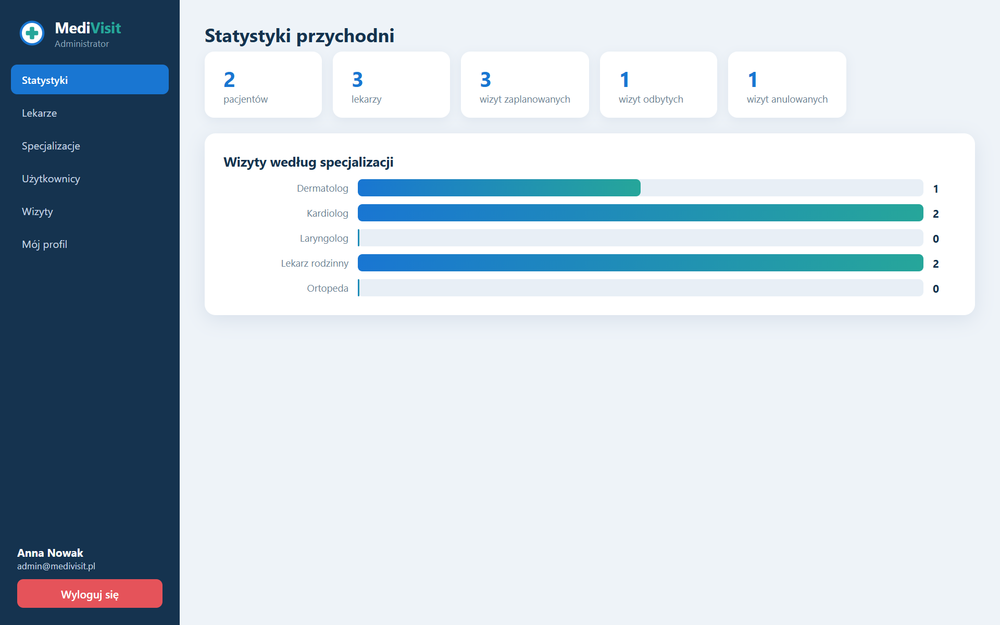 MediVisit
Administrator
Statystyki
Lekarze
Specjalizacje
Użytkownicy
Wizyty
Mój profil
Anna Nowak
admin@medivisit.pl
Wyloguj się
Statystyki przychodni
2
pacjentów
3
lekarzy
3
wizyt zaplanowanych
1
wizyt odbytych
1
wizyt anulowanych
Wizyty według specjalizacji
Dermatolog 1
Kardiolog 2
Laryngolog 0
Lekarz rodzinny 2
Ortopeda 0